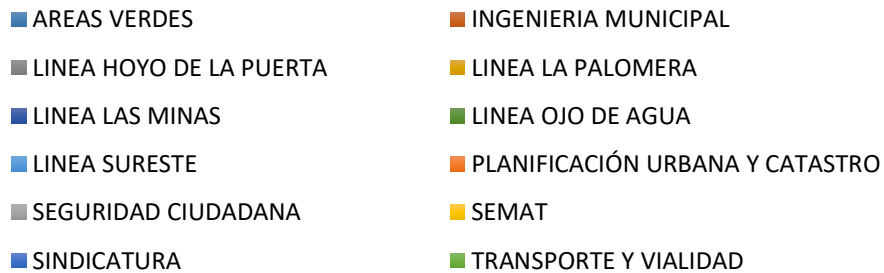 AREAS VERDES
INGENIERIA MUNICIPAL
LINEA HOYO DE LA PUERTA
LINEA LA PALOMERA
LINEA LAS MINAS
LINEA OJO DE AGUA
LINEA SURESTE
PLANIFICACIÓN URBANA Y CATASTRO
SEGURIDAD CIUDADANA
SEMAT
SINDICATURA
TRANSPORTE Y VIALIDAD